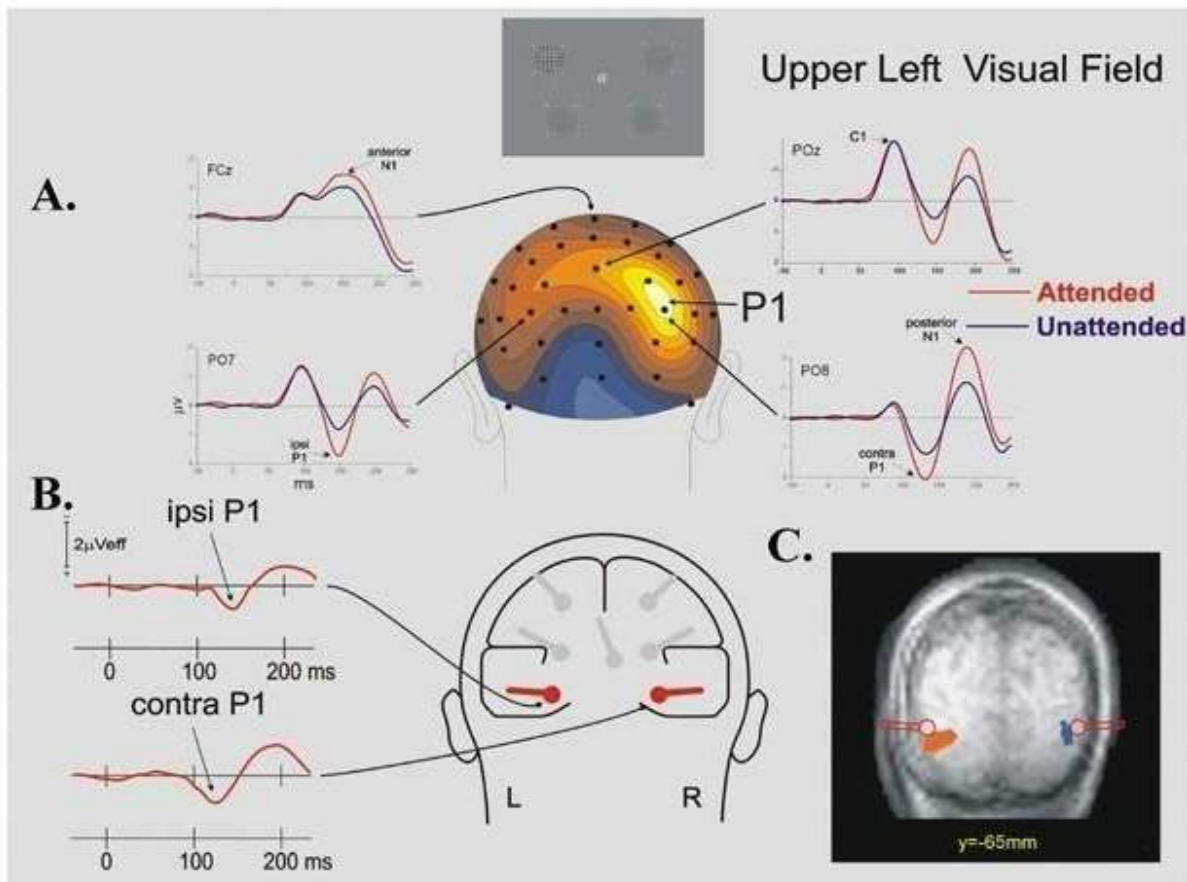 Upper Left Visual Field
A.
FCz
anterior
N1
POz
C1
P1
Attended
Unattended
PO7
ipsi
P1
μV
ms
PO8
posterior
N1
contra
P1
B.
ipsi P1
2μVeff
0 100 200 ms
contra P1
0 100 200 ms
L R
C.
y=-65mm